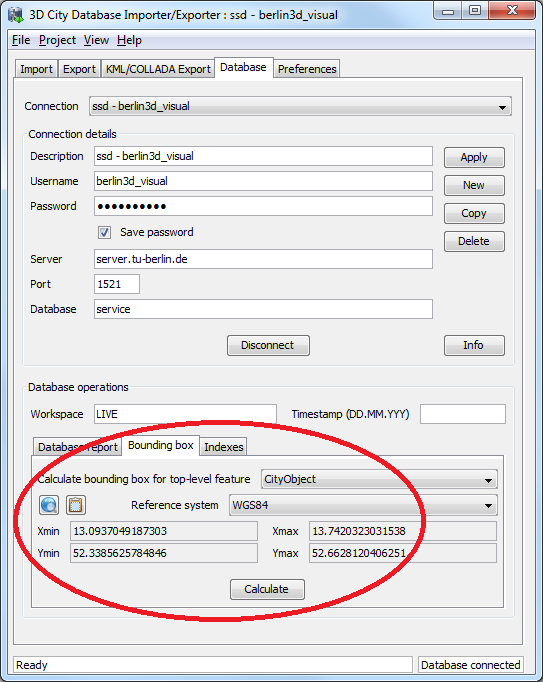 3D City Database Importer/Exporter : ssd - berlin3d_visual
File Project View Help
Import Export KML/COLLADA Export Database Preferences
Connection ssd - berlin3d_visual
Connection details
Description ssd - berlin3d_visual Apply
Username berlin3d_visual New
Password ●●●●●●●●●● Copy
Save password
Delete
Server server.tu-berlin.de
Port 1521
Database service
Disconnect Info
Database operations
Workspace LIVE Timestamp (DD.MM.YYY)
Database report Bounding box Indexes
Calculate bounding box for top-level feature CityObject
Reference system WGS84
Xmin 13.0937049187303 Xmax 13.7420323031538
Ymin 52.3385625784846 Ymax 52.6628120406251
Calculate
Ready Database connected